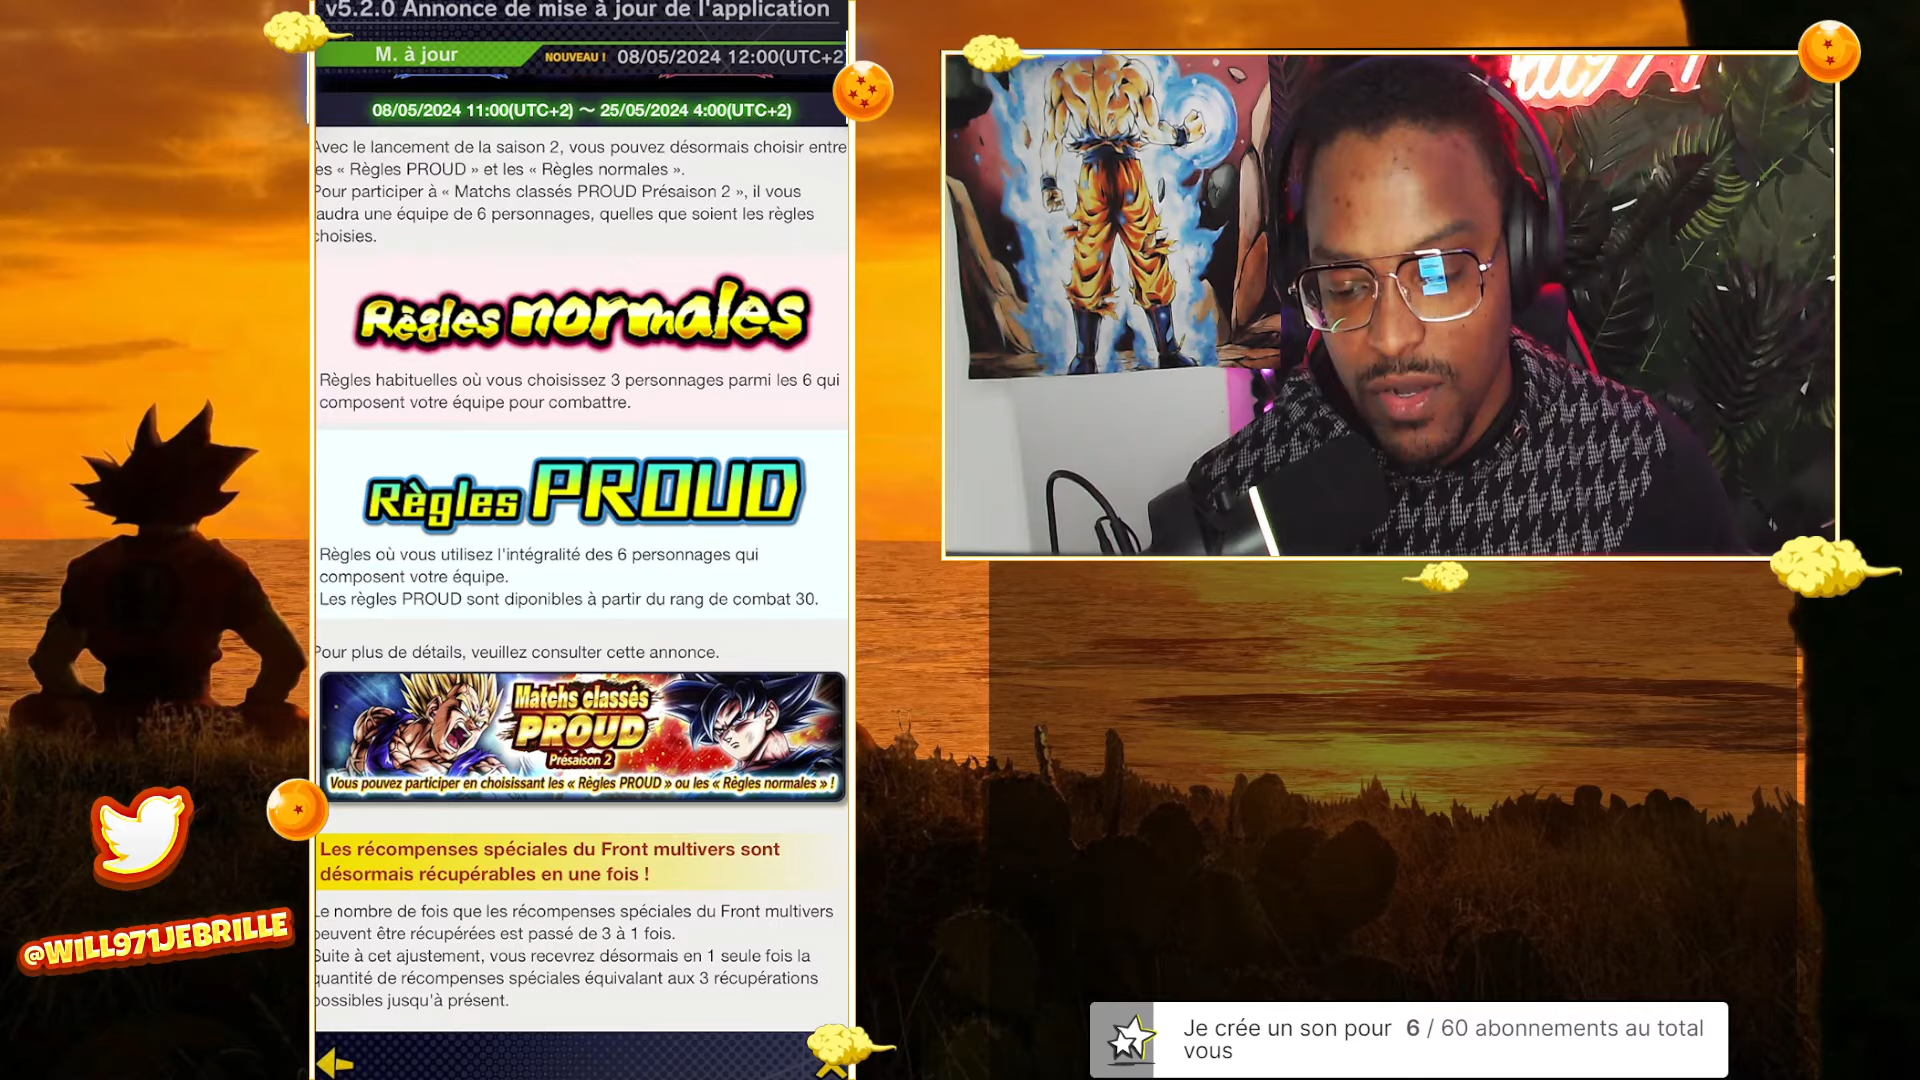 v5.2.0 Annonce de mise à jour de l'application
M. à jour
NOUVEAU !
08/05/2024 12:00(UTC+2
08/05/2024 11:00(UTC+2) ～ 25/05/2024 4:00(UTC+2)
Avec le lancement de la saison 2, vous pouvez désormais choisir entre
es « Règles PROUD » et les « Règles normales ».
Pour participer à « Matchs classés PROUD Présaison 2 », il vous
audra une équipe de 6 personnages, quelles que soient les règles
choisies.
Règles normales
Règles habituelles où vous choisissez 3 personnages parmi les 6 qui
composent votre équipe pour combattre.
Règles PROUD
Règles où vous utilisez l'intégralité des 6 personnages qui
composent votre équipe.
Les règles PROUD sont diponibles à partir du rang de combat 30.
Pour plus de détails, veuillez consulter cette annonce.
Matchs classés
PROUD
Présaison 2
Vous pouvez participer en choisissant les « Règles PROUD » ou les « Règles normales » !
Les récompenses spéciales du Front multivers sont
désormais récupérables en une fois !
Le nombre de fois que les récompenses spéciales du Front multivers
peuvent être récupérées est passé de 3 à 1 fois.
Suite à cet ajustement, vous recevrez désormais en 1 seule fois la
quantité de récompenses spéciales équivalant aux 3 récupérations
possibles jusqu'à présent.
@WILL971JEBRILLE
Je crée un son pour 6 / 60 abonnements au total
vous